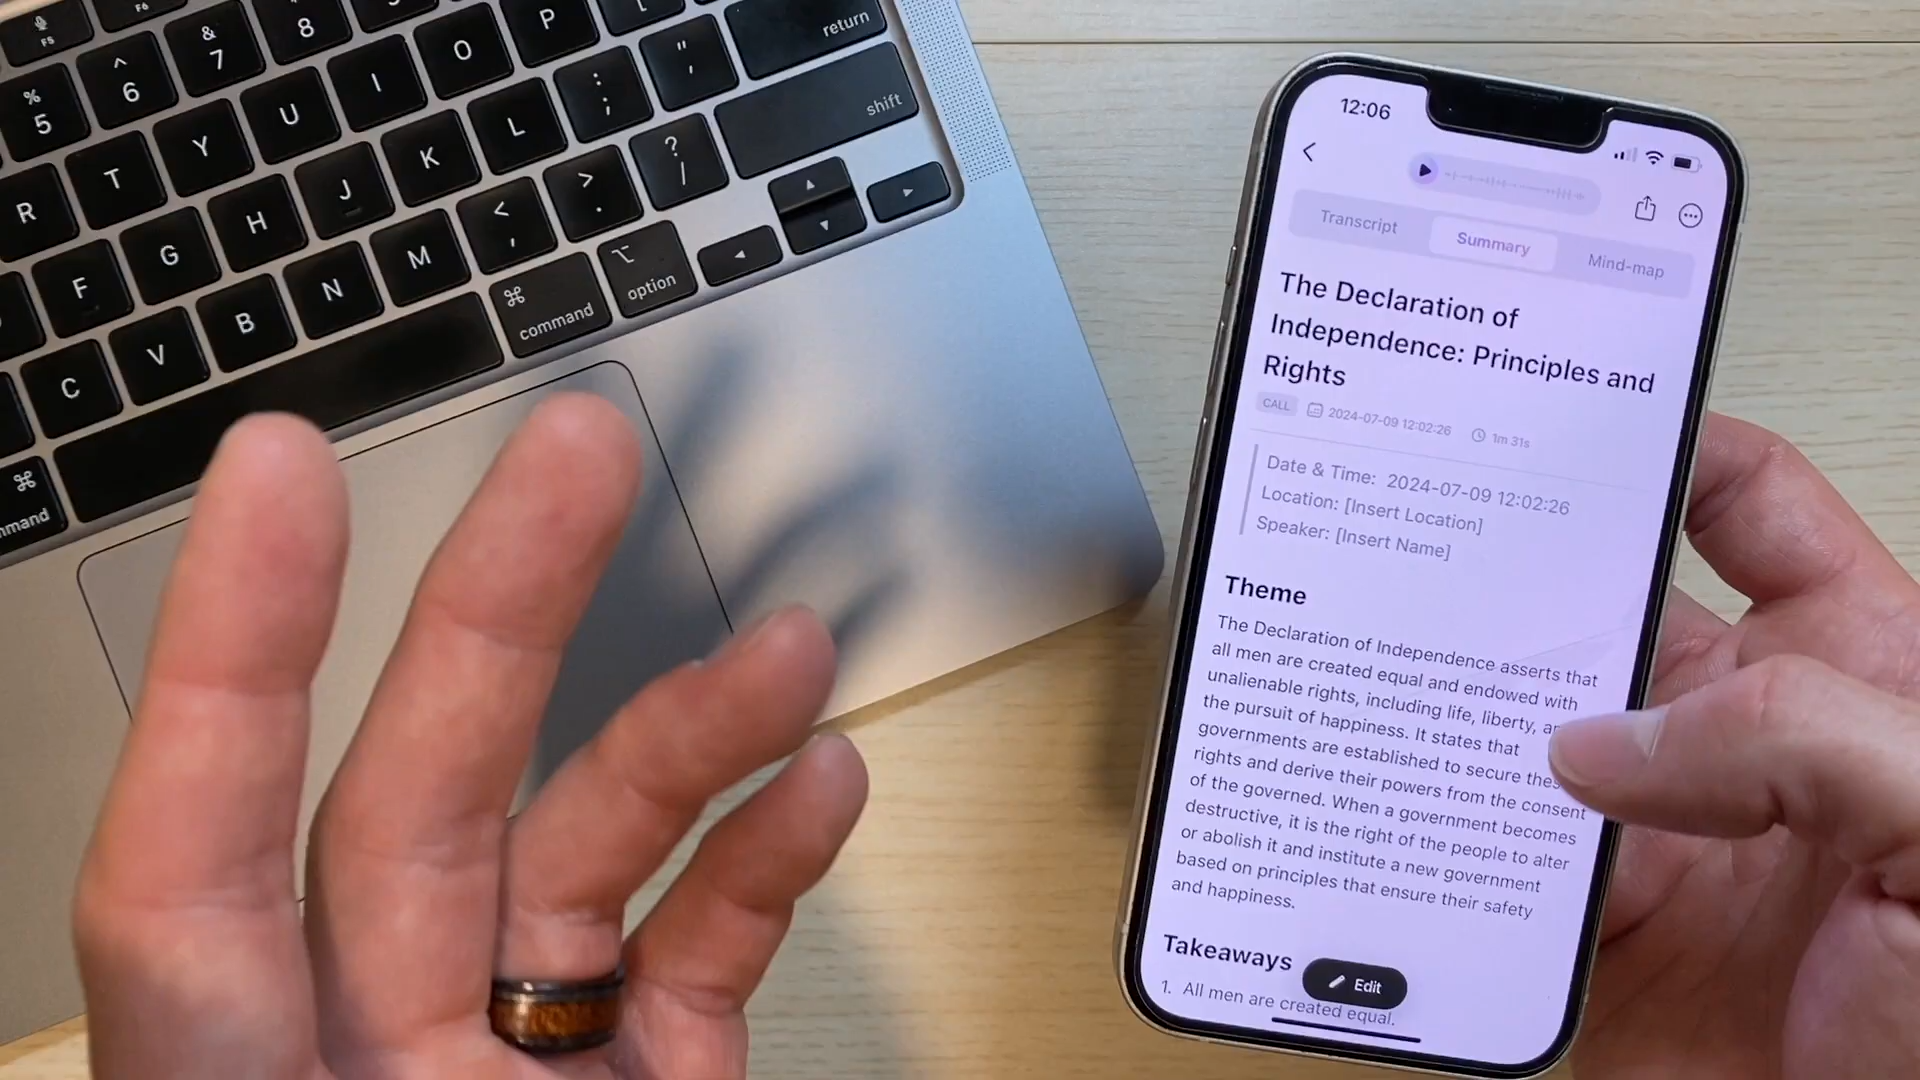 F5
F6
&
7
8
P
[
return
%
5
^
6
U
I
O
"
'
shift
R
T
Y
J
K
L
:
;
?
/
F
G
H
M
<
,
>
.
C
V
B
N
⌘
command
⌥
option
⌘
mmand
12:06
Transcript
Summary
Mind-map
The Declaration of
Independence: Principles and
Rights
CALL 2024-07-09 12:02:26 1m 31s
Date & Time: 2024-07-09 12:02:26
Location: [Insert Location]
Speaker: [Insert Name]
Theme
The Declaration of Independence asserts that
all men are created equal and endowed with
unalienable rights, including life, liberty,
the pursuit of happiness. It states that
governments are established to secure
rights and derive their powers from the consent
of the governed. When a government becomes
destructive, it is the right of the people to alter
or abolish it and institute a new government
based on principles that ensure their safety
and happiness.
Takeaways
Edit
1. All men are created equal.